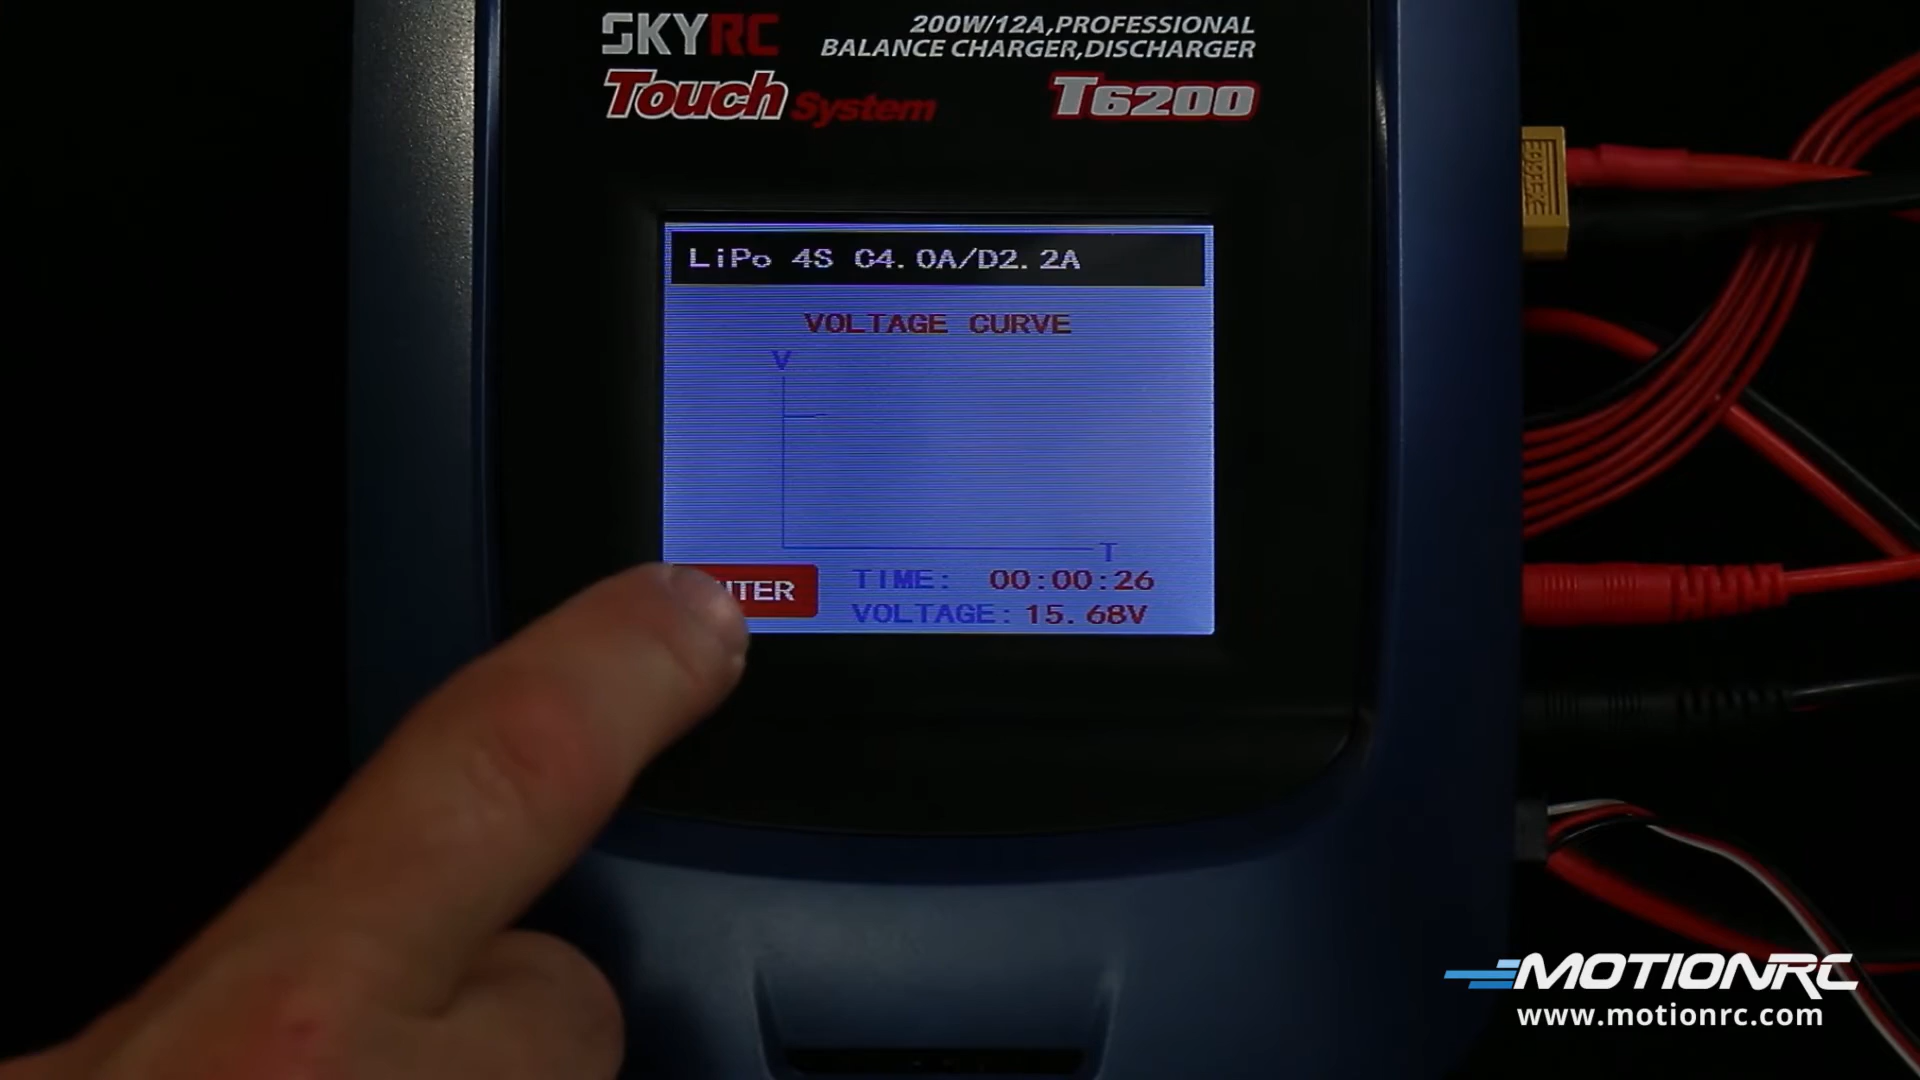 SKYRC
200W/12A,PROFESSIONAL
BALANCE CHARGER,DISCHARGER
Touch System
T6200
LiPo 4S C4.0A/D2.2A
VOLTAGE CURVE
V
T
TIME: 00:00:26
VOLTAGE: 15.68V
MOTIONRC
www.motionrc.com